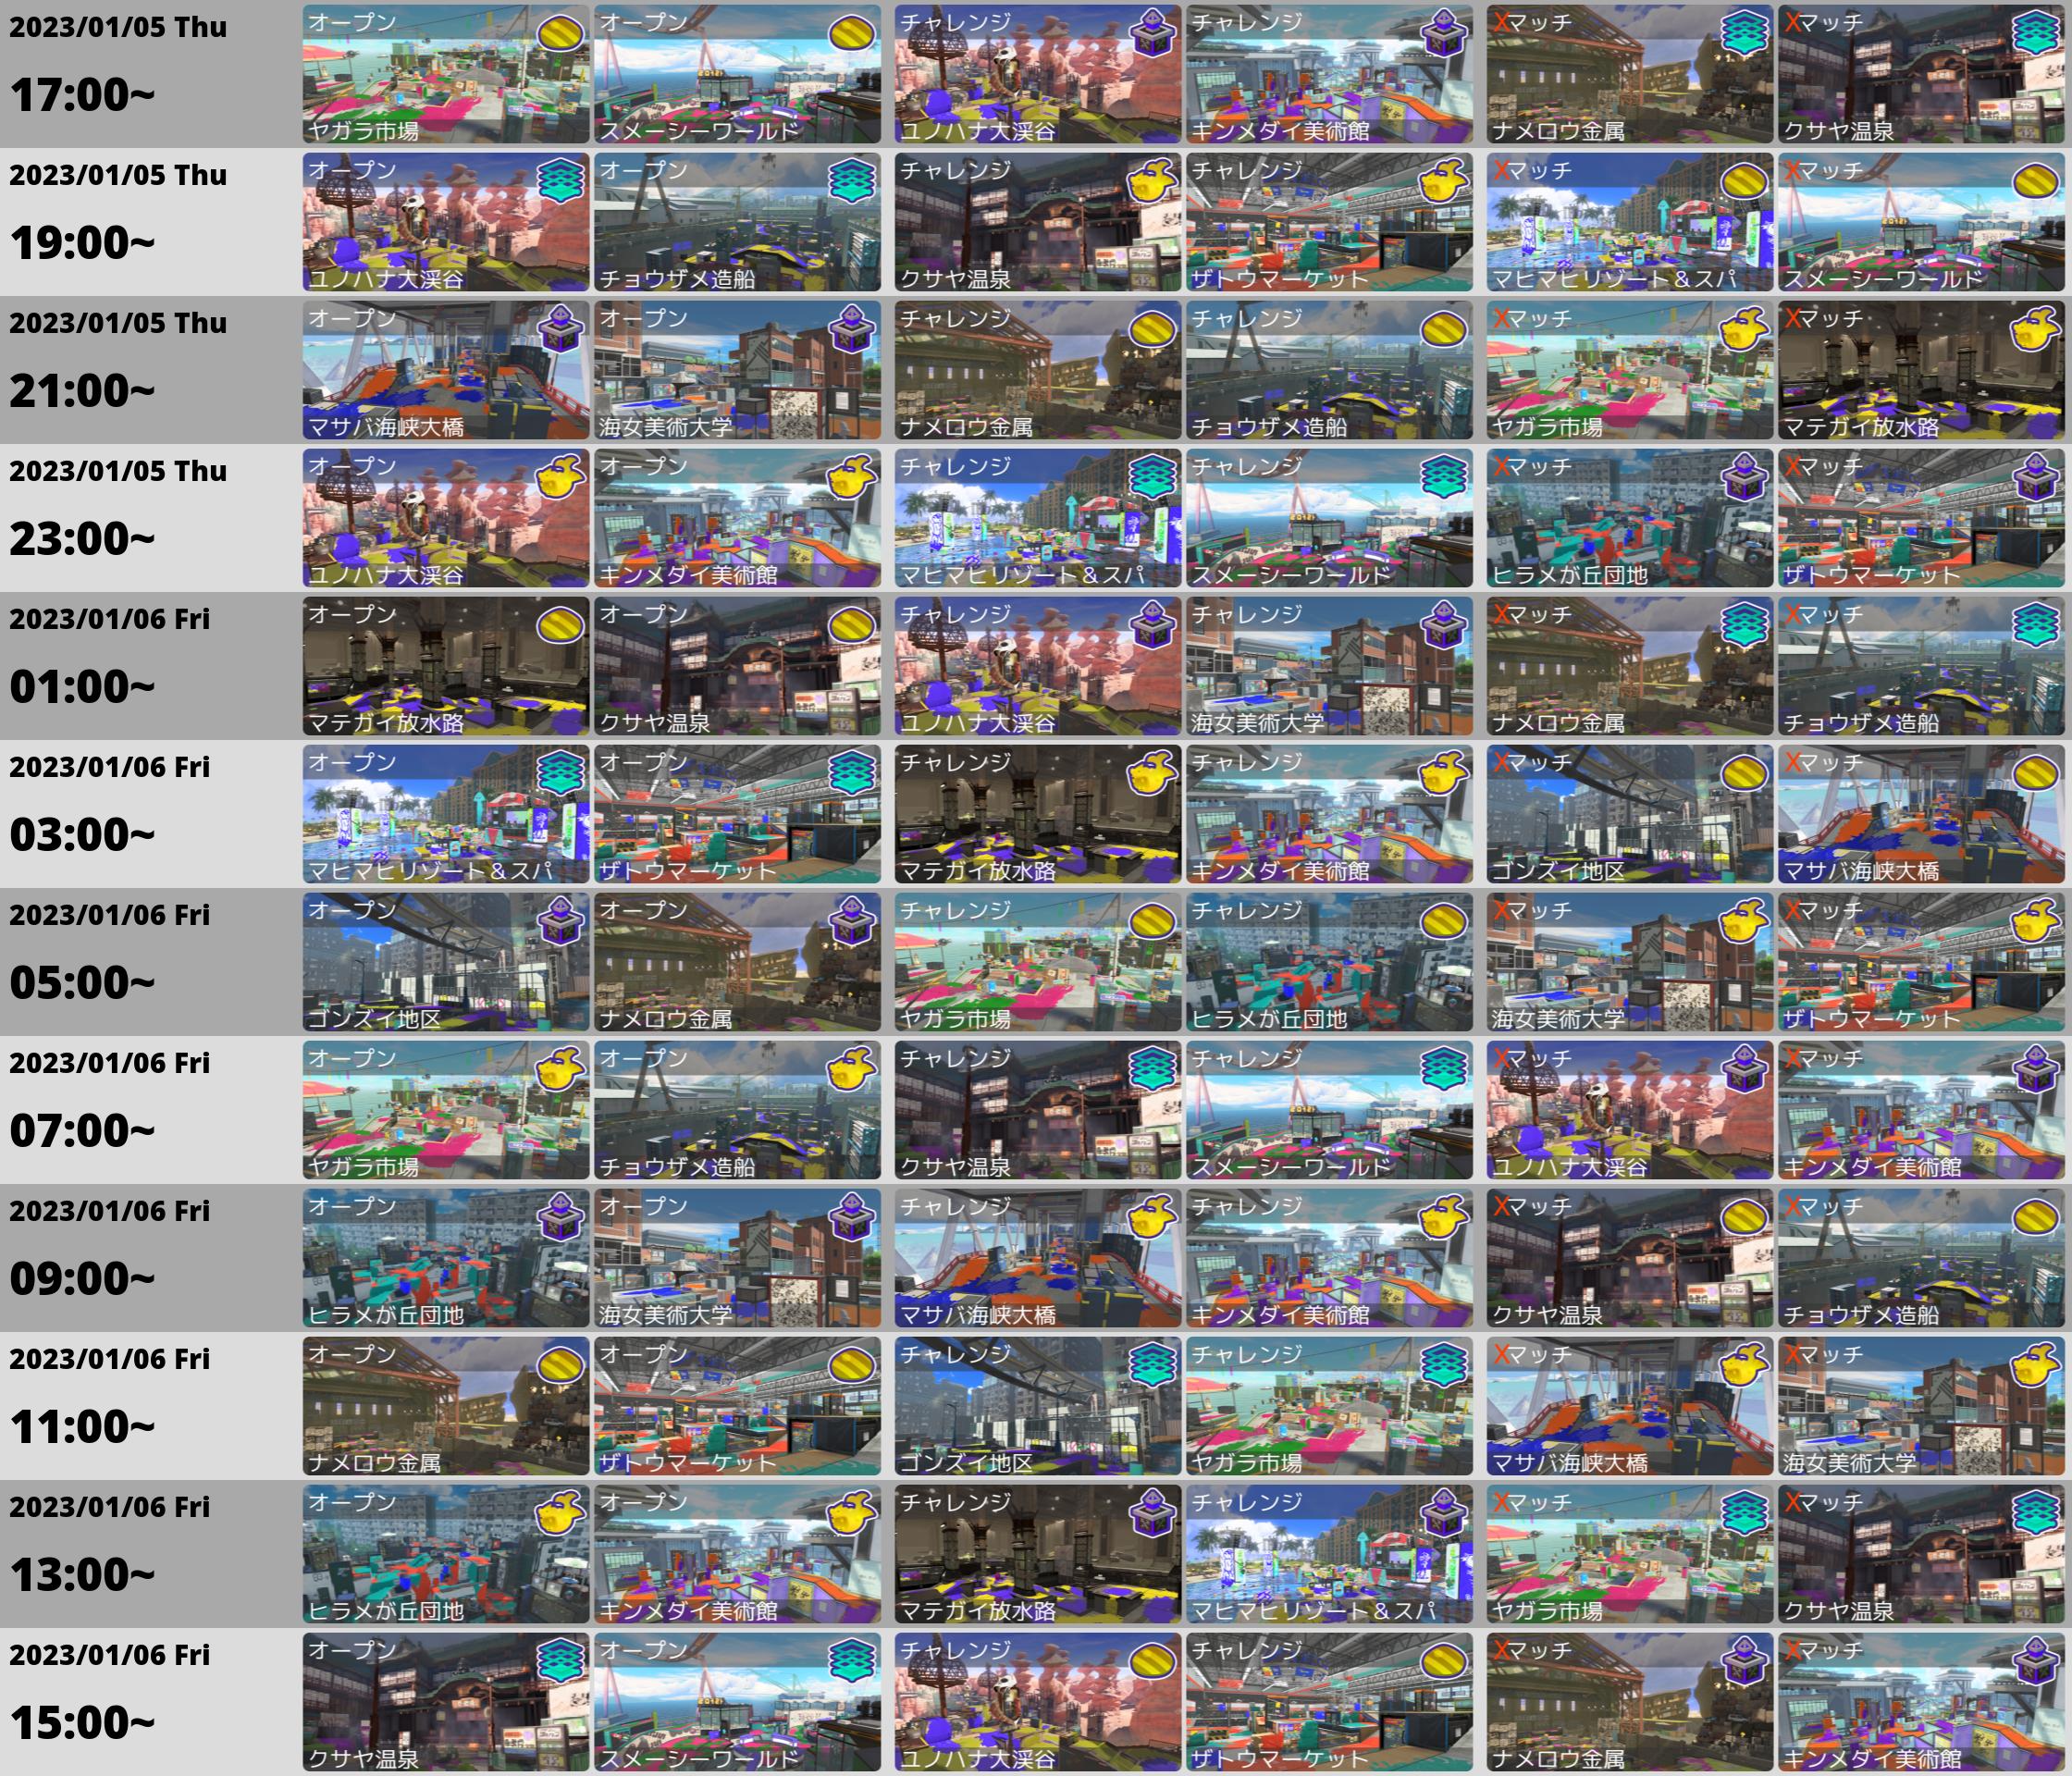 2023/01/05 Thu
17:00~
オープン オープン チャレンジ チャレンジ Xマッチ Xマッチ
ヤガラ市場 スメーシーワールド ユノハナ大渓谷 キンメダイ美術館 ナメロウ金属 クサヤ温泉
2023/01/05 Thu
19:00~
オープン オープン チャレンジ チャレンジ Xマッチ Xマッチ
ユノハナ大渓谷 チョウザメ造船 クサヤ温泉 ザトウマーケット マヒマヒリゾート&スパ スメーシーワールド
2023/01/05 Thu
21:00~
オープン オープン チャレンジ チャレンジ Xマッチ Xマッチ
マサバ海峡大橋 海女美術大学 ナメロウ金属 チョウザメ造船 ヤガラ市場 マテガイ放水路
2023/01/05 Thu
23:00~
オープン オープン チャレンジ チャレンジ Xマッチ Xマッチ
ユノハナ大渓谷 キンメダイ美術館 マヒマヒリゾート&スパ スメーシーワールド ヒラメが丘団地 ザトウマーケット
2023/01/06 Fri
01:00~
オープン オープン チャレンジ チャレンジ Xマッチ Xマッチ
マテガイ放水路 クサヤ温泉 ユノハナ大渓谷 海女美術大学 ナメロウ金属 チョウザメ造船
2023/01/06 Fri
03:00~
オープン オープン チャレンジ チャレンジ Xマッチ Xマッチ
マヒマヒリゾート&スパ ザトウマーケット マテガイ放水路 キンメダイ美術館 ゴンズイ地区 マサバ海峡大橋
2023/01/06 Fri
05:00~
オープン オープン チャレンジ チャレンジ Xマッチ Xマッチ
ゴンズイ地区 ナメロウ金属 ヤガラ市場 ヒラメが丘団地 海女美術大学 ザトウマーケット
2023/01/06 Fri
07:00~
オープン オープン チャレンジ チャレンジ Xマッチ Xマッチ
ヤガラ市場 チョウザメ造船 クサヤ温泉 スメーシーワールド ユノハナ大渓谷 キンメダイ美術館
2023/01/06 Fri
09:00~
オープン オープン チャレンジ チャレンジ Xマッチ Xマッチ
ヒラメが丘団地 海女美術大学 マサバ海峡大橋 キンメダイ美術館 クサヤ温泉 チョウザメ造船
2023/01/06 Fri
11:00~
オープン オープン チャレンジ チャレンジ Xマッチ Xマッチ
ナメロウ金属 ザトウマーケット ゴンズイ地区 ヤガラ市場 マサバ海峡大橋 海女美術大学
2023/01/06 Fri
13:00~
オープン オープン チャレンジ チャレンジ Xマッチ Xマッチ
ヒラメが丘団地 キンメダイ美術館 マテガイ放水路 マヒマヒリゾート&スパ ヤガラ市場 クサヤ温泉
2023/01/06 Fri
15:00~
オープン オープン チャレンジ チャレンジ Xマッチ Xマッチ
クサヤ温泉 スメーシーワールド ユノハナ大渓谷 ザトウマーケット ナメロウ金属 キンメダイ美術館